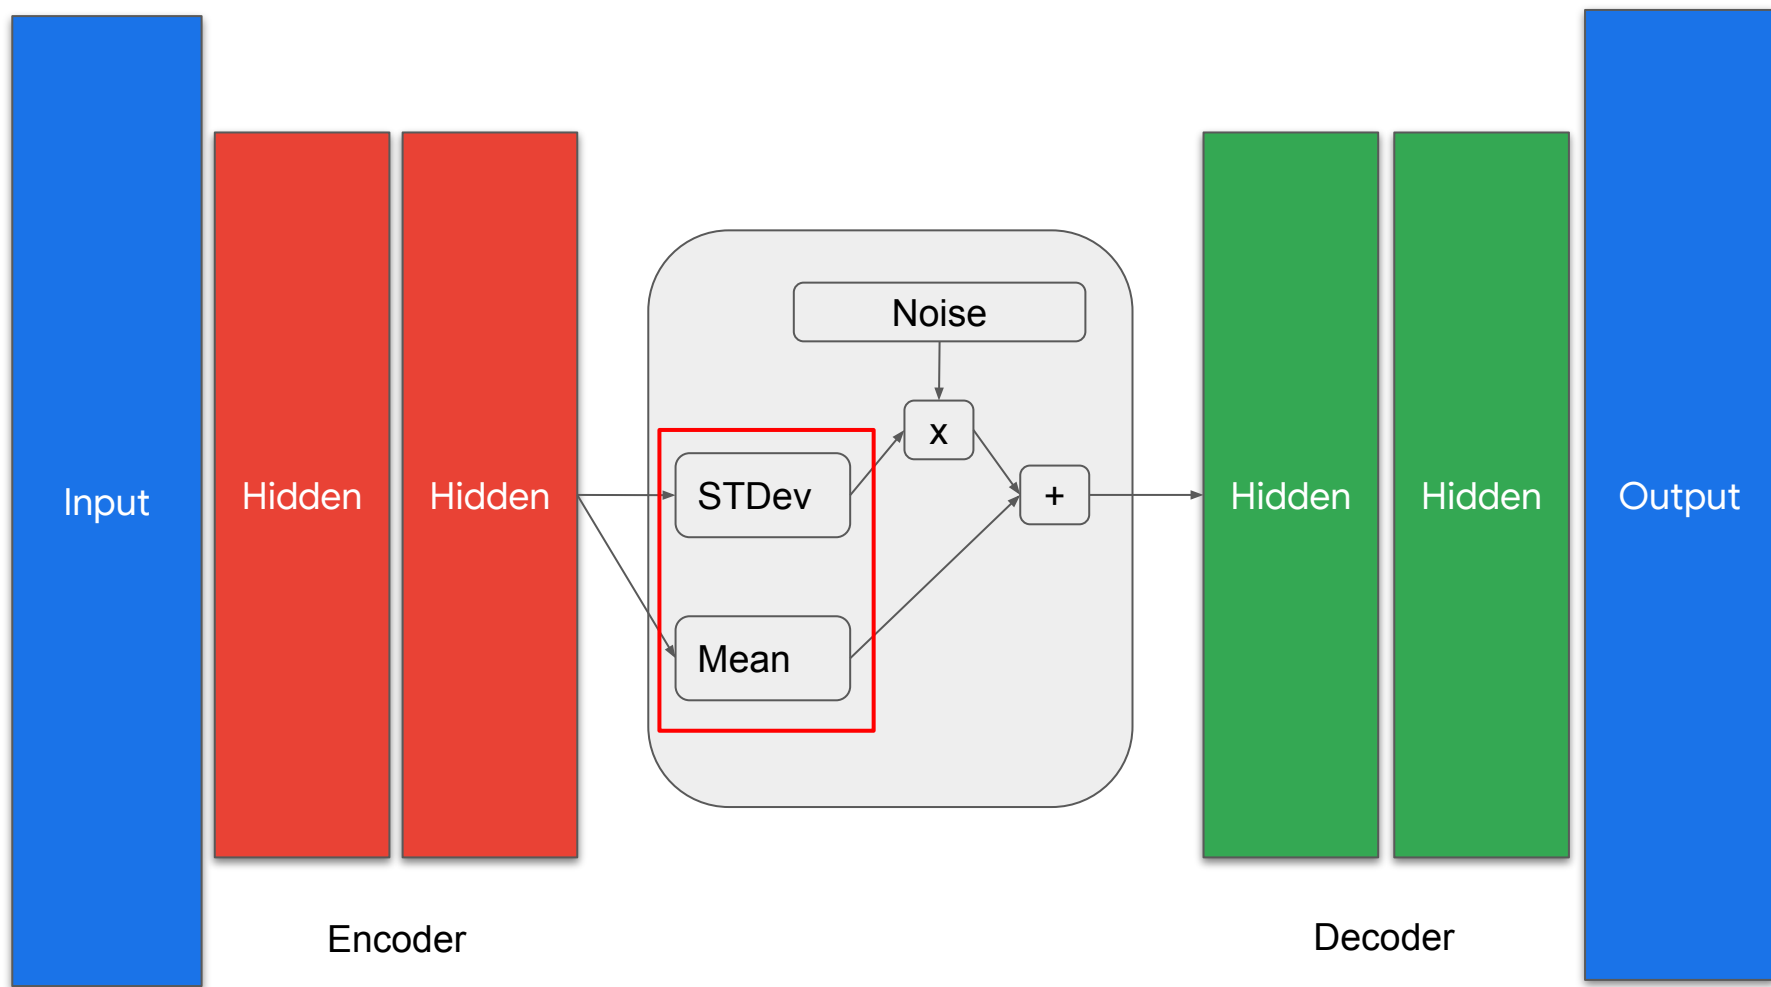 Input
Hidden
Hidden
Noise
x
STDev
+
Mean
Hidden
Hidden
Output
Encoder
Decoder